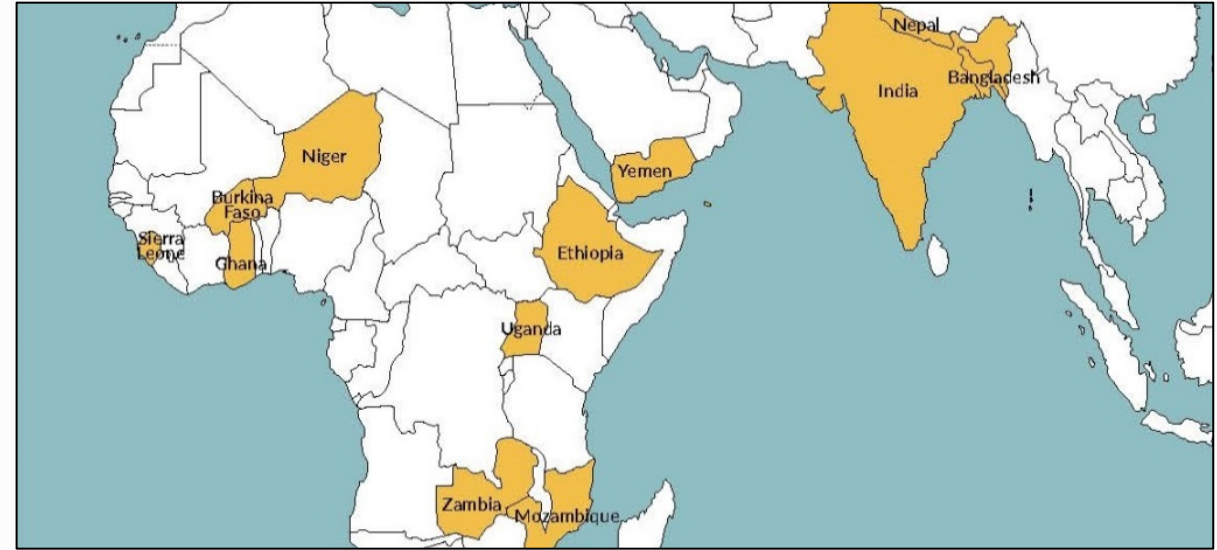 Nepal
Bangladesh
India
Niger
Yemen
Burkina
Faso
Sierra
Leone
Ghana
Ethiopia
Uganda
Zambia
Mozambique